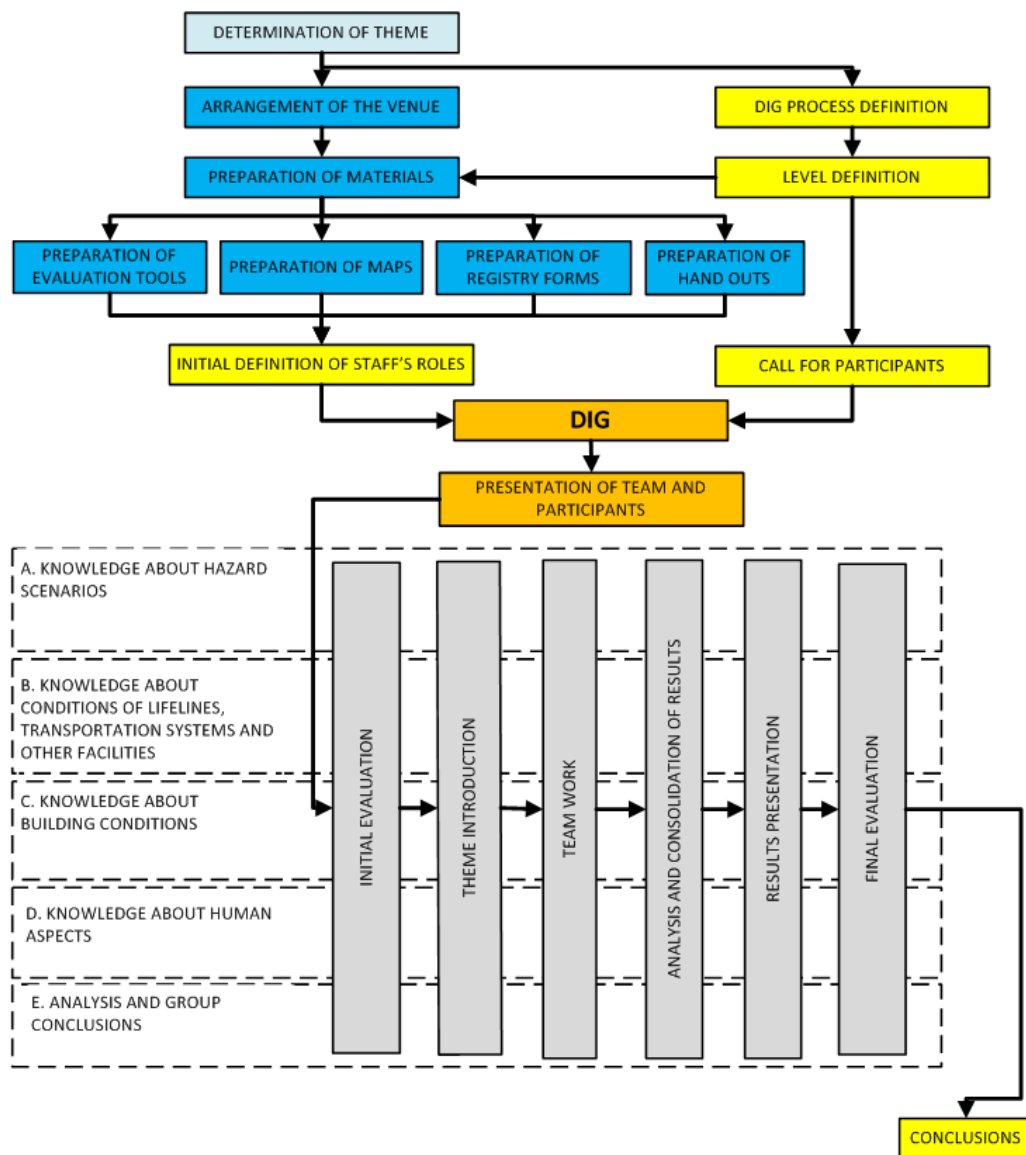 DETERMINATION OF THEME
ARRANGEMENT OF THE VENUE
DIG PROCESS DEFINITION
PREPARATION OF MATERIALS
LEVEL DEFINITION
PREPARATION OF
EVALUATION TOOLS
PREPARATION OF MAPS
PREPARATION OF
REGISTRY FORMS
PREPARATION OF
HAND OUTS
INITIAL DEFINITION OF STAFF'S ROLES
CALL FOR PARTICIPANTS
DIG
PRESENTATION OF TEAM AND
PARTICIPANTS
A. KNOWLEDGE ABOUT HAZARD
SCENARIOS
B. KNOWLEDGE ABOUT
CONDITIONS OF LIFELINES,
TRANSPORTATION SYSTEMS AND
OTHER FACILITIES
C. KNOWLEDGE ABOUT
BUILDING CONDITIONS
D. KNOWLEDGE ABOUT HUMAN
ASPECTS
E. ANALYSIS AND GROUP
CONCLUSIONS
INITIAL EVALUATION
THEME INTRODUCTION
TEAM WORK
ANALYSIS AND CONSOLIDATION OF RESULTS
RESULTS PRESENTATION
FINAL EVALUATION
CONCLUSIONS